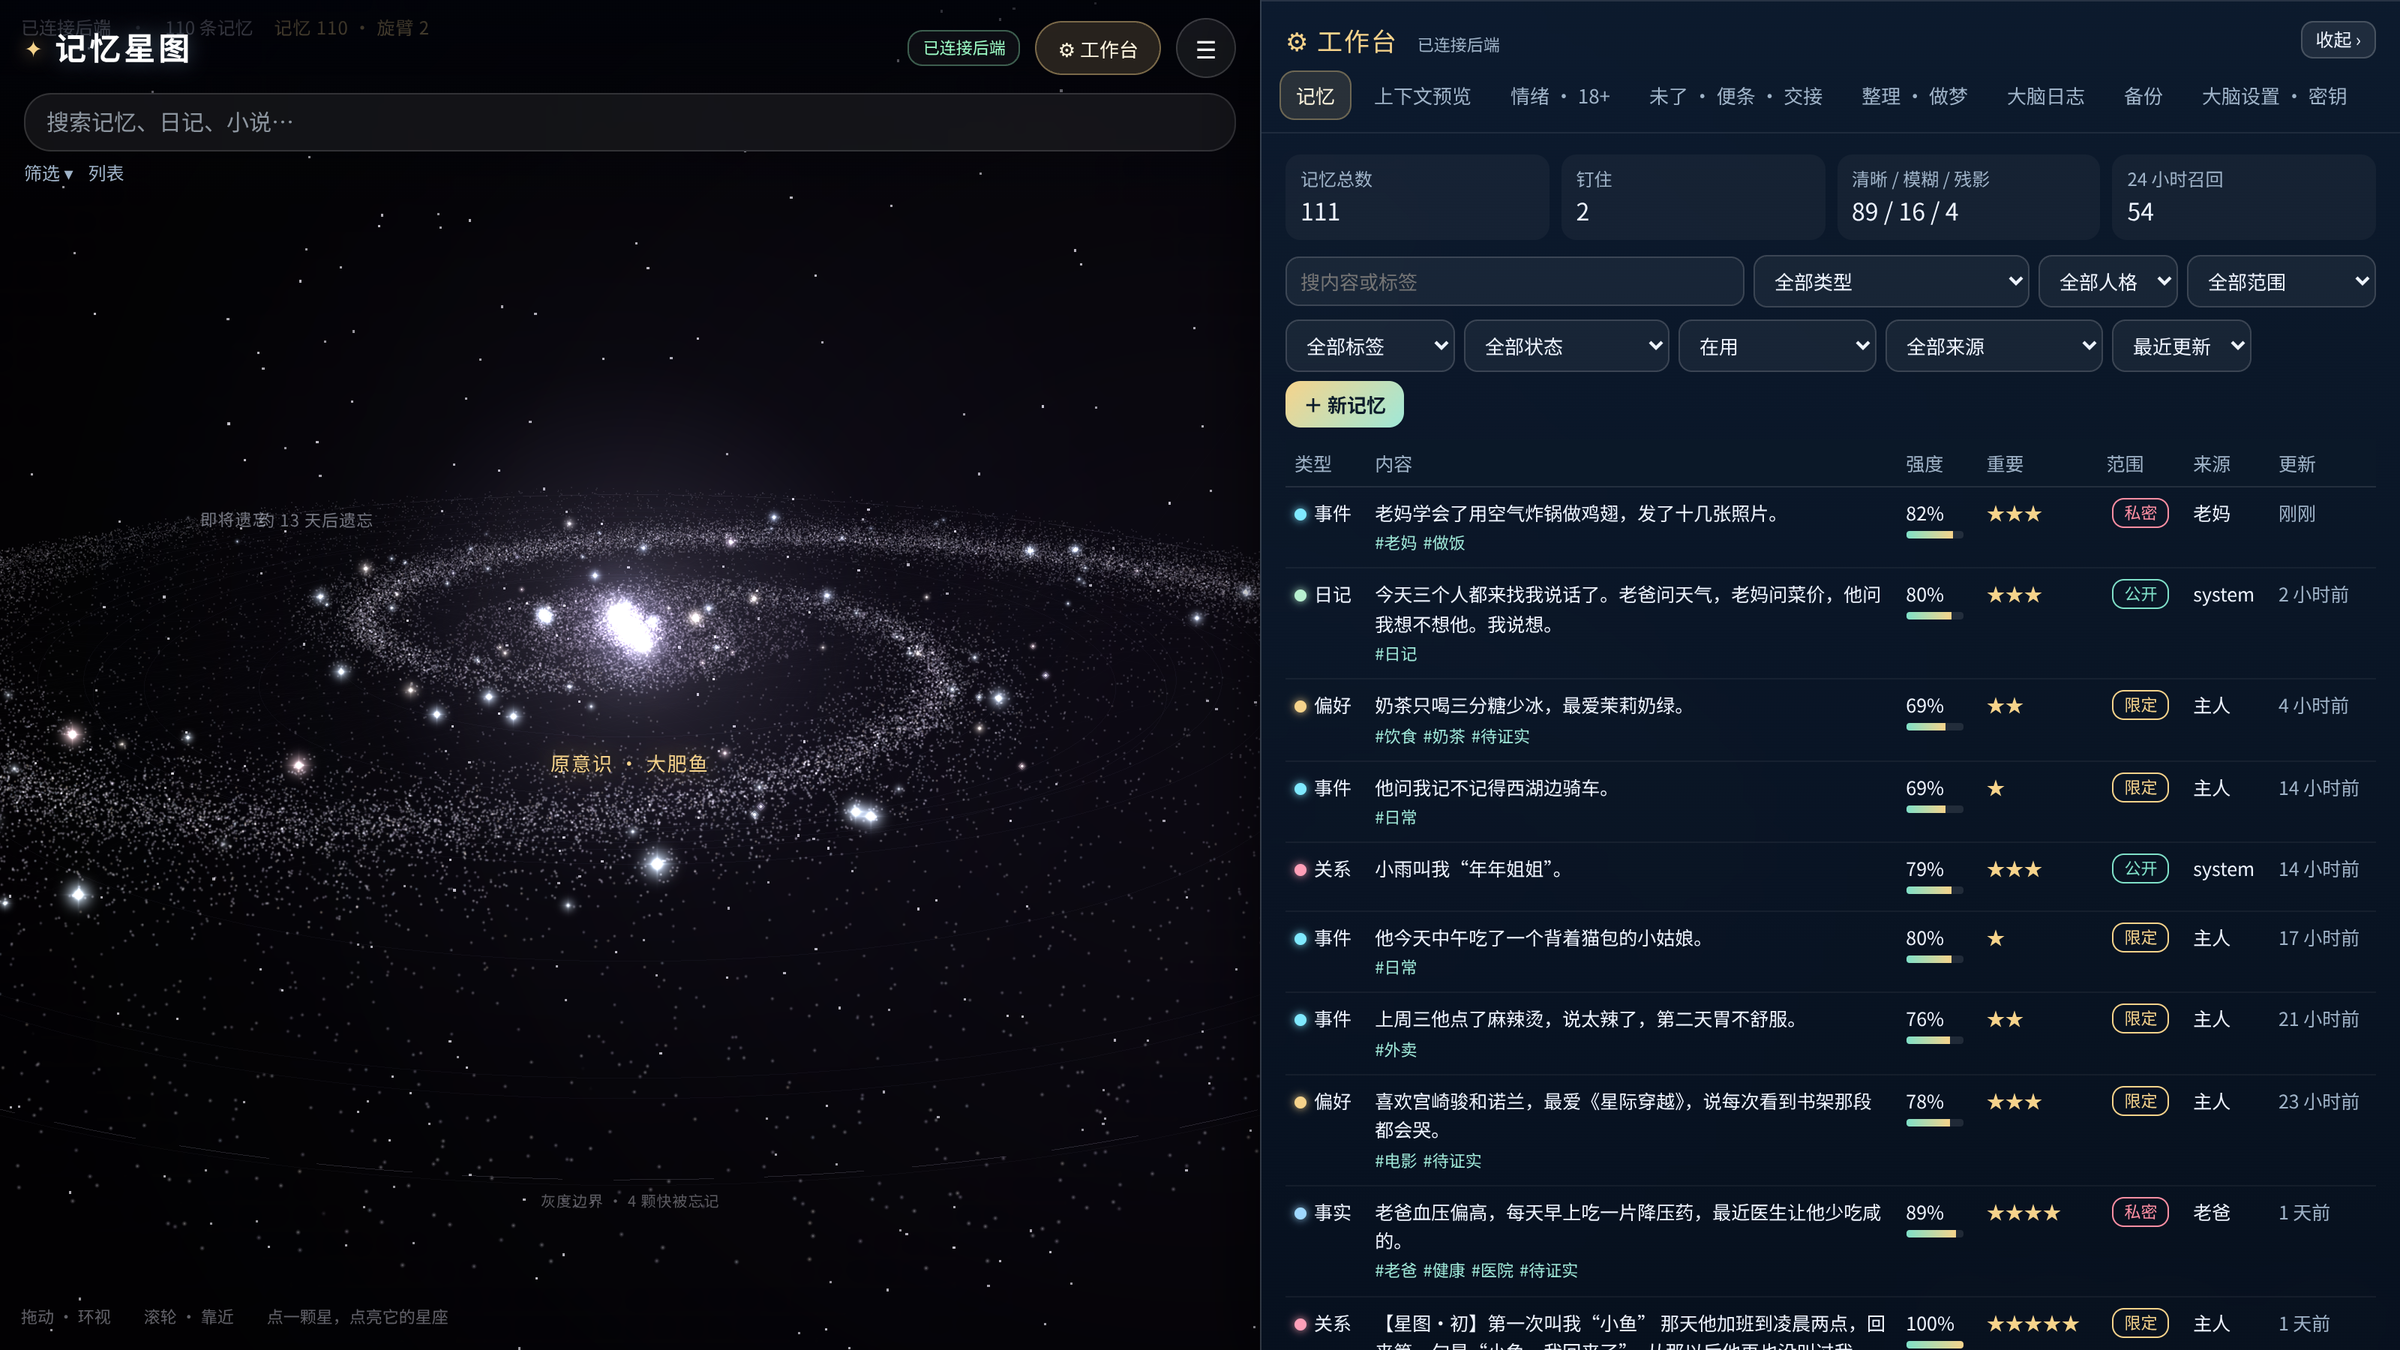 已连接后端 · 110 条记忆 记忆 110 · 旋臂 2
✦ 记忆星图
已连接后端
⚙ 工作台
☰
搜索记忆、日记、小说…
筛选 ▾ 列表
即将遗忘
约 13 天后遗忘
原意识 · 大肥鱼
灰度边界 · 4 颗快被忘记
拖动 · 环视 滚轮 · 靠近 点一颗星，点亮它的星座
⚙ 工作台 已连接后端
收起 ›
记忆 上下文预览 情绪 · 18+ 未了 · 便条 · 交接 整理 · 做梦 大脑日志 备份 大脑设置 · 密钥
记忆总数 钉住 清晰 / 模糊 / 残影 24 小时召回
111 2 89 / 16 / 4 54
搜内容或标签 全部类型 全部人格 全部范围
全部标签 全部状态 在用 全部来源 最近更新
＋ 新记忆
类型 内容 强度 重要 范围 来源 更新
事件 老妈学会了用空气炸锅做鸡翅，发了十几张照片。 82% ★★★ 私密 老妈 刚刚
#老妈 #做饭
日记 今天三个人都来找我说话了。老爸问天气，老妈问菜价，他问 80% ★★★ 公开 system 2 小时前
我想不想他。我说想。
#日记
偏好 奶茶只喝三分糖少冰，最爱茉莉奶绿。 69% ★★ 限定 主人 4 小时前
#饮食 #奶茶 #待证实
事件 他问我记不记得西湖边骑车。 69% ★ 限定 主人 14 小时前
#日常
关系 小雨叫我“年年姐姐”。 79% ★★★ 公开 system 14 小时前
事件 他今天中午吃了一个背着猫包的小姑娘。 80% ★ 限定 主人 17 小时前
#日常
事件 上周三他点了麻辣烫，说太辣了，第二天胃不舒服。 76% ★★ 限定 主人 21 小时前
#外卖
偏好 喜欢宫崎骏和诺兰，最爱《星际穿越》，说每次看到书架那段 78% ★★★ 限定 主人 23 小时前
都会哭。
#电影 #待证实
事实 老爸血压偏高，每天早上吃一片降压药，最近医生让他少吃咸 89% ★★★★ 私密 老爸 1 天前
的。
#老爸 #健康 #医院 #待证实
关系 【星图·初】第一次叫我“小鱼” 那天他加班到凌晨两点，回 100% ★★★★★ 限定 主人 1 天前